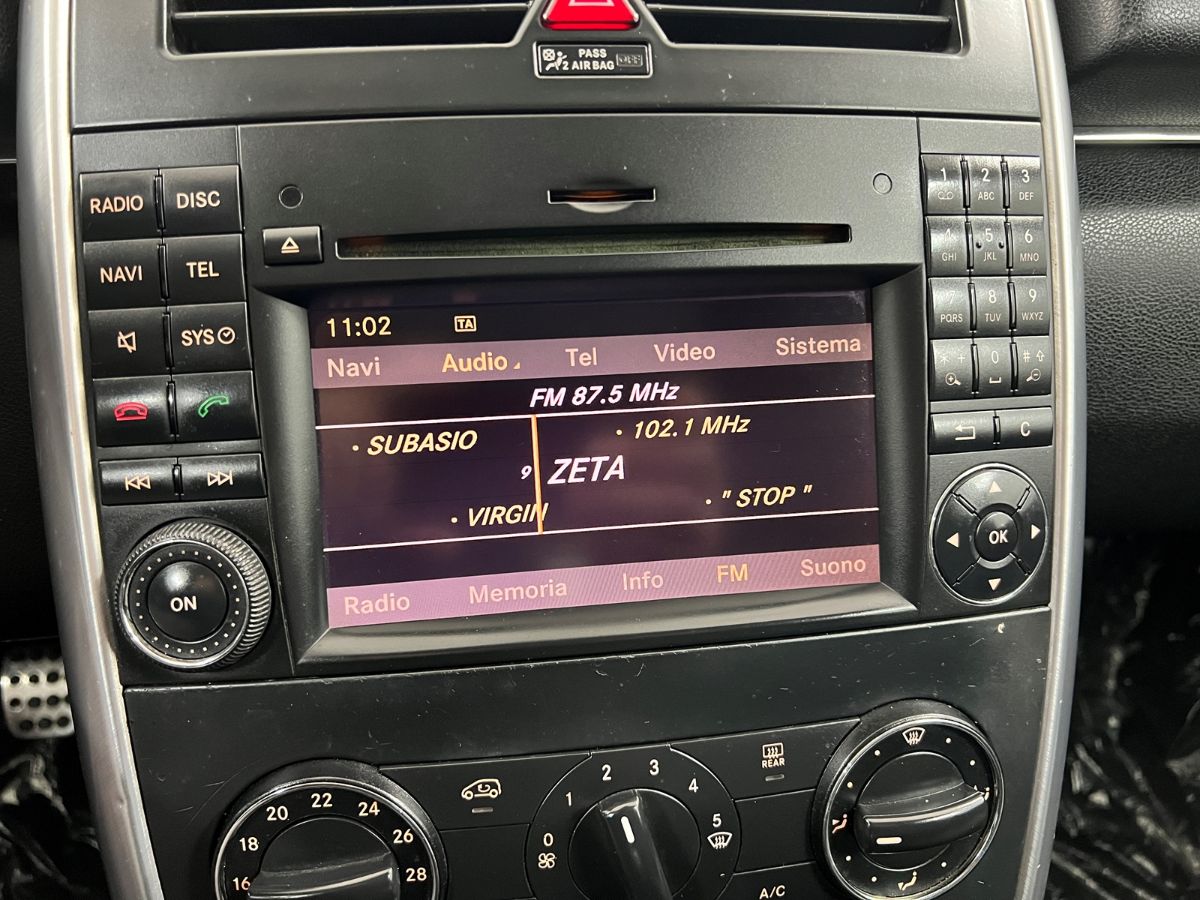 PASS
2 AIR BAG OFF
RADIO DISC
NAVI TEL
SYS
ON
1 2 ABC 3 DEF
4 GHI 5 JKL 6 MNO
7 PQRS 8 TUV 9 WXYZ
* + 0 #
C
OK
11:02 TA
Navi Audio Tel Video Sistema
FM 87.5 MHz
· SUBASIO · 102.1 MHz
9 ZETA
· VIRGIN · " STOP "
Radio Memoria Info FM Suono
16 18 20 22 24 26 28
0 1 2 3 4 5
REAR
A/C